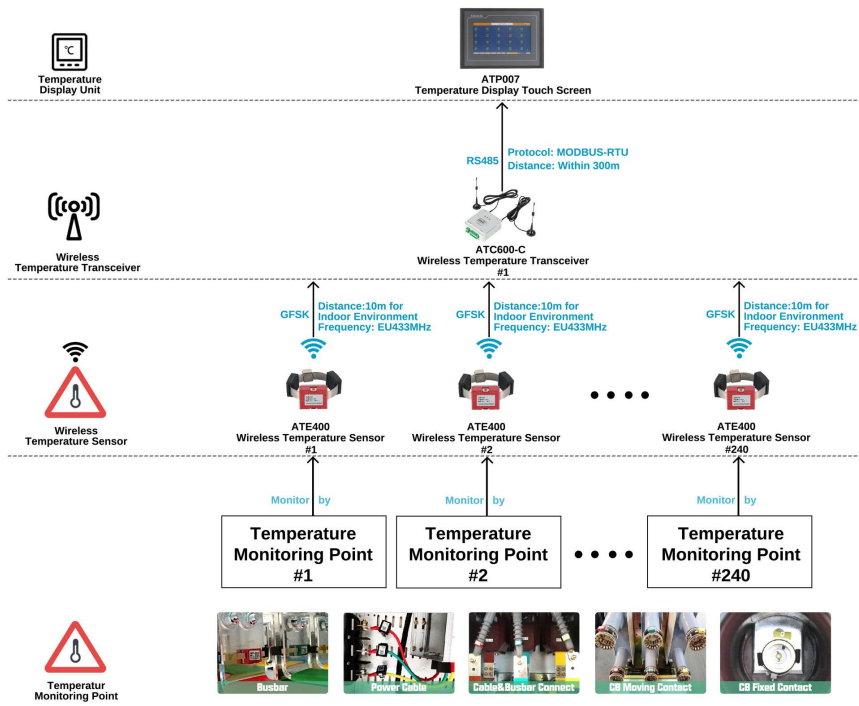 ℃
Temperature
Display Unit
ATP007
Temperature Display Touch Screen
RS485
Protocol: MODBUS-RTU
Distance: Within 300m
Wireless
Temperature Transceiver
ATC600-C
Wireless Temperature Transceiver
#1
GFSK
Distance:10m for
Indoor Environment
Frequency: EU433MHz
GFSK
Distance:10m for
Indoor Environment
Frequency: EU433MHz
GFSK
Distance:10m for
Indoor Environment
Frequency: EU433MHz
Wireless
Temperature Sensor
ATE400
Wireless Temperature Sensor
#1
ATE400
Wireless Temperature Sensor
#2
ATE400
Wireless Temperature Sensor
#240
Monitor by
Monitor by
Monitor by
Temperature
Monitoring Point
#1
Temperature
Monitoring Point
#2
Temperature
Monitoring Point
#240
Temperatur
Monitoring Point
Busbar
Power Cable
Cable&Busbar Connect
CB Moving Contact
CB Fixed Contact